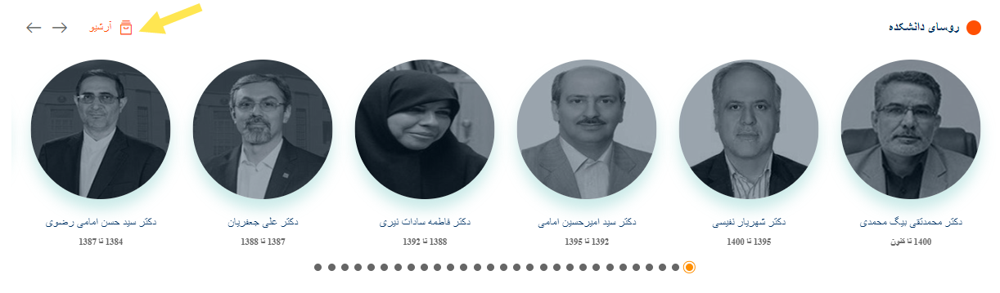 روسای دانشکده
آرشیو
دکتر محمدتقی بیگ محمدی
1400 تا کنون
دکتر شهریار نفیسی
1395 تا 1400
دکتر سید امیرحسین امامی
1392 تا 1395
دکتر فاطمه سادات نیری
1388 تا 1392
دکتر علی جعفریان
1387 تا 1388
دکتر سید حسن امامی رضوی
1384 تا 1387